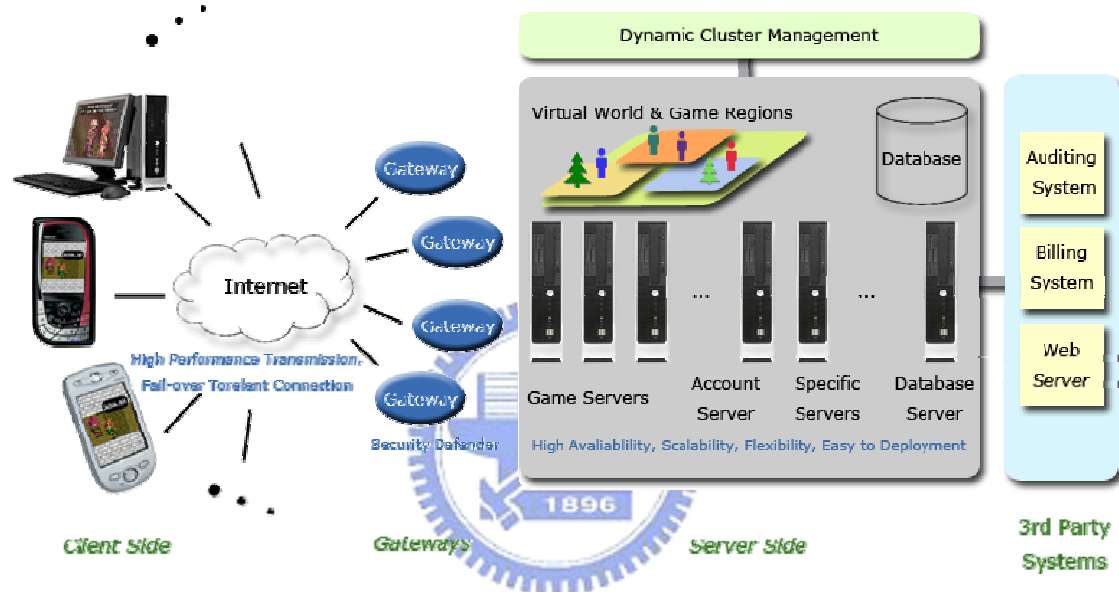 Dynamic Cluster Management
Virtual World & Game Regions
Database
Gateway
Gateway
Gateway
Gateway
Internet
High Performance Transmission,
Fail-over Torelent Connection
Security Defender
...
...
Game Servers
Account
Server
Specific
Servers
Database
Server
High Avaliablility, Scalability, Flexibility, Easy to Deployment
Auditing
System
Billing
System
Web
Server
1896
Client Side
Gateways
Server Side
3rd Party
Systems